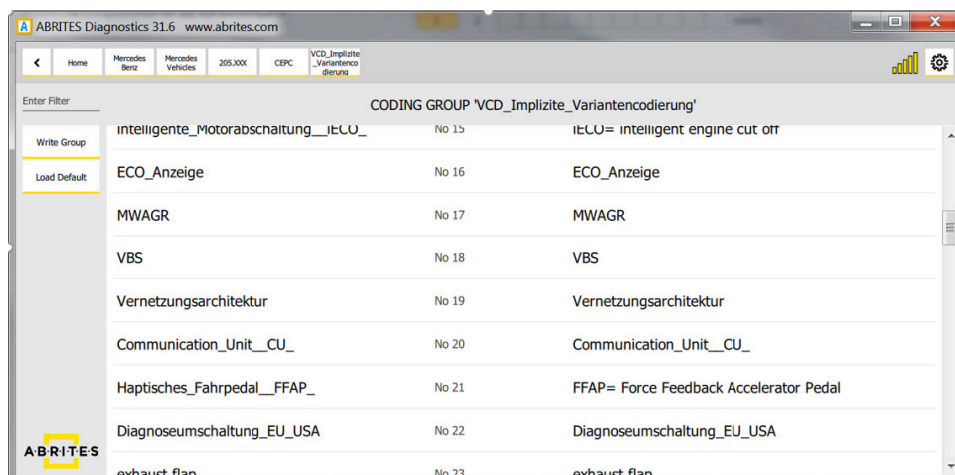 ABRITES Diagnostics 31.6 www.abrites.com
Home
Mercedes
Benz
Mercedes
Vehicles
205.XXX
CEPC
VCD_Implizite
_Variantenco
dierung
Enter Filter
CODING GROUP 'VCD_Implizite_Variantencodierung'
Write Group
Load Default
Intelligente_Motorabschaltung__IECO_ No 15 IECO= intelligent engine cut off
ECO_Anzeige No 16 ECO_Anzeige
MWAGR No 17 MWAGR
VBS No 18 VBS
Vernetzungsarchitektur No 19 Vernetzungsarchitektur
Communication_Unit__CU_ No 20 Communication_Unit__CU_
Haptisches_Fahrpedal__FFAP_ No 21 FFAP= Force Feedback Accelerator Pedal
Diagnoseumschaltung_EU_USA No 22 Diagnoseumschaltung_EU_USA
exhaust flap No 23 exhaust flap
ABRITES